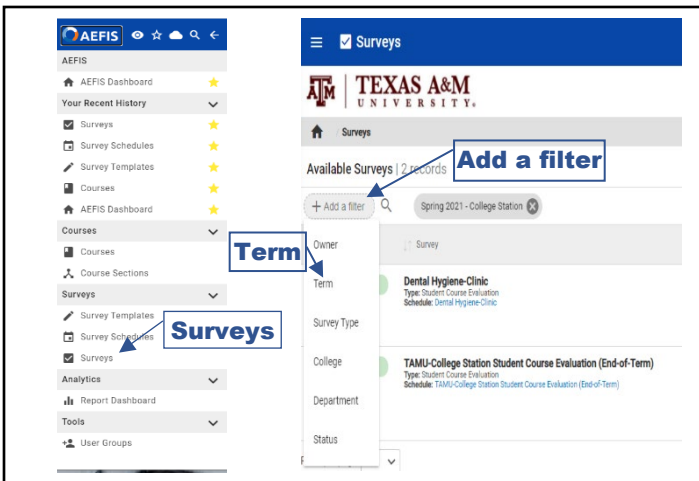 AEFIS
AEFIS
AEFIS Dashboard
Your Recent History
Surveys
Survey Schedules
Survey Templates
Courses
AEFIS Dashboard
Courses
Courses
Course Sections
Surveys
Survey Templates
Survey Schedules
Surveys
Surveys
Analytics
Report Dashboard
Tools
User Groups
Surveys
ATM TEXAS A&M
UNIVERSITY®
/ Surveys
Available Surveys | 2 records
Add a filter
+ Add a filter
Spring 2021 - College Station
Owner
Survey
Term
Term
Dental Hygiene-Clinic
Type: Student Course Evaluation
Schedule: Dental Hygiene-Clinic
Survey Type
College
TAMU-College Station Student Course Evaluation (End-of-Term)
Type: Student Course Evaluation
Schedule: TAMU-College Station Student Course Evaluation (End-of-Term)
Department
Status